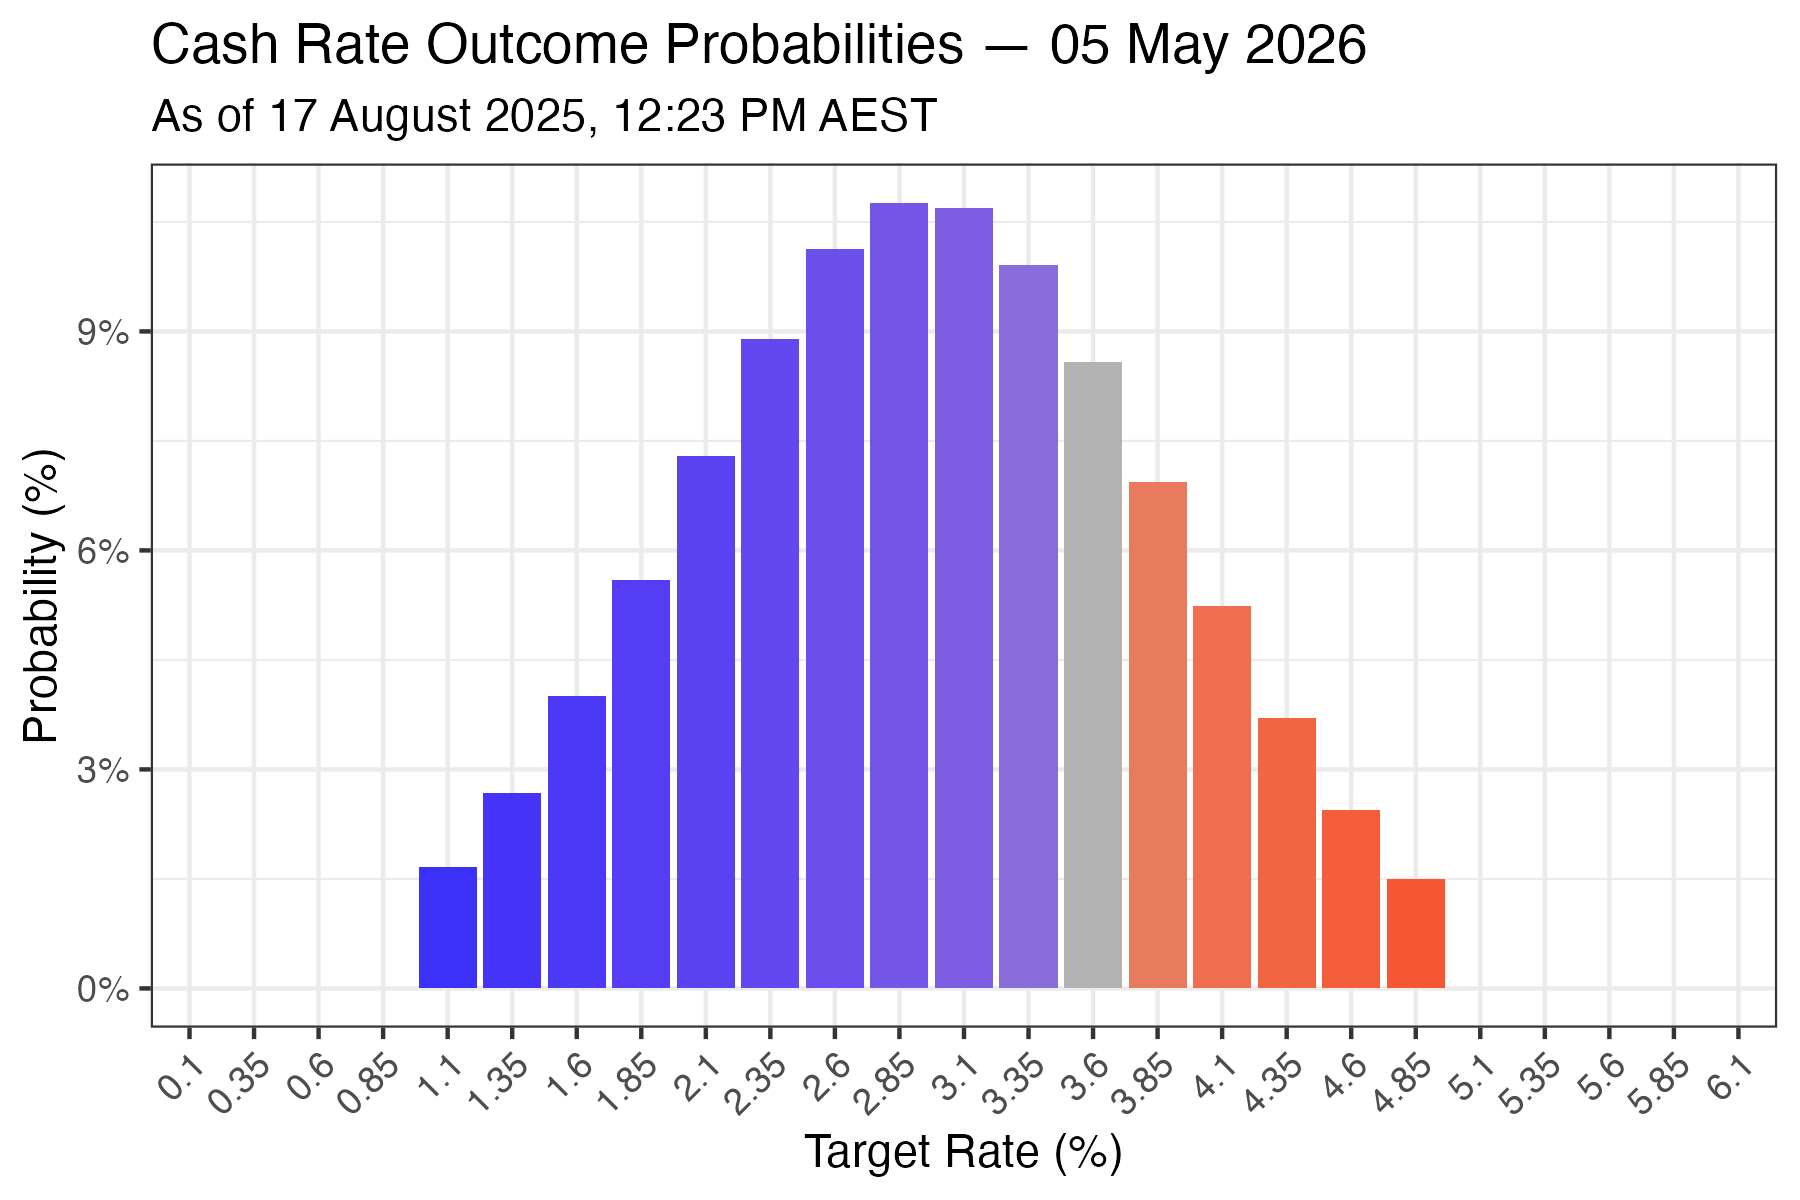 Cash Rate Outcome Probabilities — 05 May 2026
As of 17 August 2025, 12:23 PM AEST
Probability (%)
9%
6%
3%
0%
0.1 0.35 0.6 0.85 1.1 1.35 1.6 1.85 2.1 2.35 2.6 2.85 3.1 3.35 3.6 3.85 4.1 4.35 4.6 4.85 5.1 5.35 5.6 5.85 6.1
Target Rate (%)